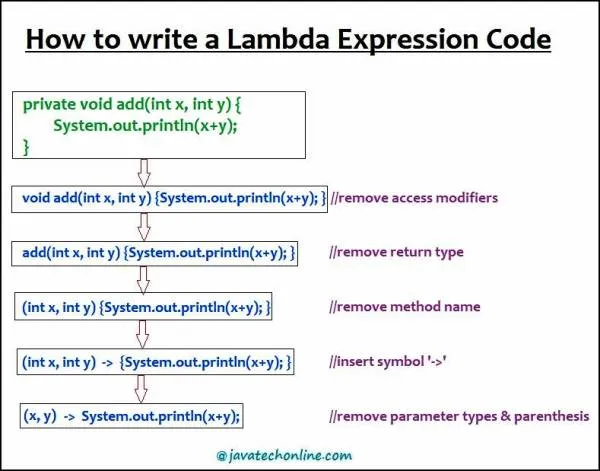 How to write a Lambda Expression Code
private void add(int x, int y) {
System.out.println(x+y);
}
void add(int x, int y) {System.out.println(x+y); } //remove access modifiers
add(int x, int y) {System.out.println(x+y); } //remove return type
(int x, int y) {System.out.println(x+y); } //remove method name
(int x, int y) -> {System.out.println(x+y); } //insert symbol '->'
(x, y) -> System.out.println(x+y); //remove parameter types & parenthesis
@javatechonline.com